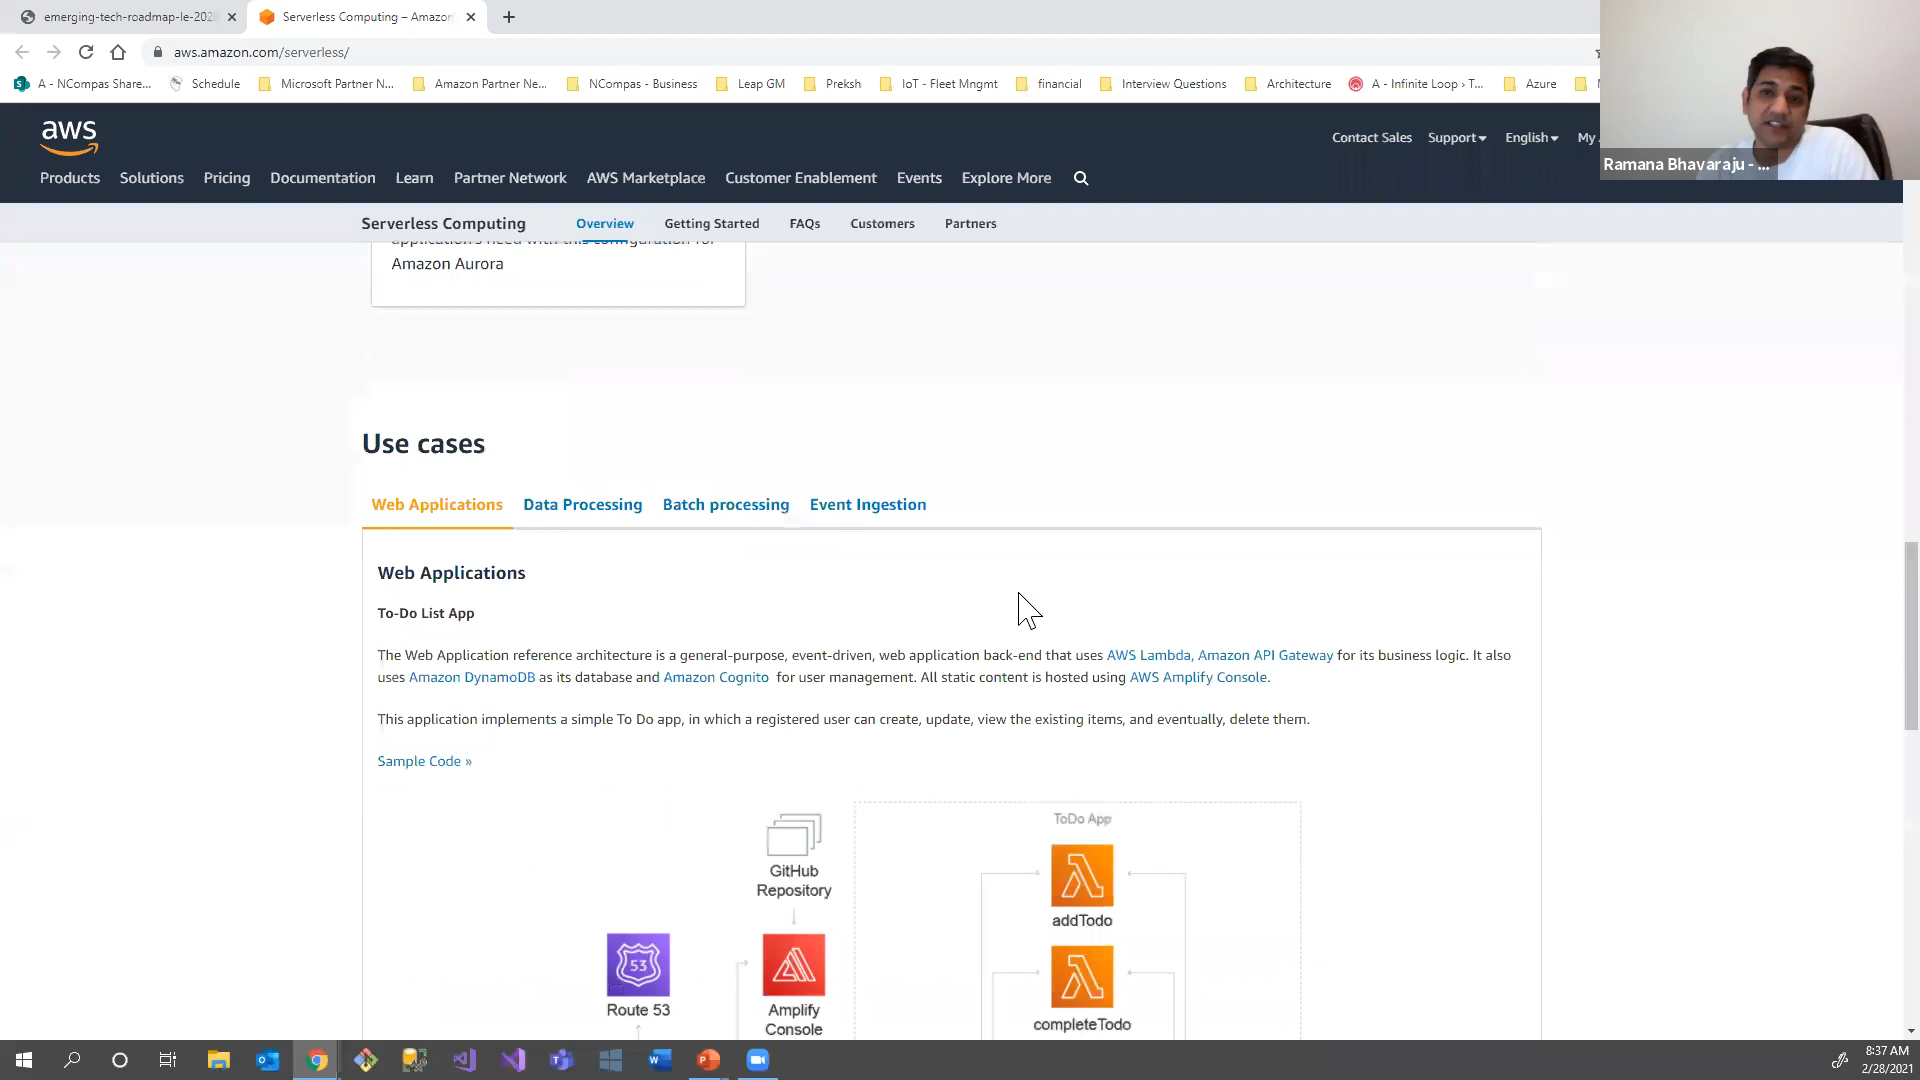 emerging-tech-roadmap-le-202
Serverless Computing – Amazon
aws.amazon.com/serverless/
A - NCompas Share...
Schedule
Microsoft Partner N...
Amazon Partner Ne...
NCompas - Business
Leap GM
Preksh
IoT - Fleet Mngmt
financial
Interview Questions
Architecture
A - Infinite Loop › T...
Azure
aws
Contact Sales
Support
English
My
Ramana Bhavaraju - ...
Products
Solutions
Pricing
Documentation
Learn
Partner Network
AWS Marketplace
Customer Enablement
Events
Explore More
Serverless Computing
Overview
Getting Started
FAQs
Customers
Partners
application's need with this configuration for
Amazon Aurora
Use cases
Web Applications
Data Processing
Batch processing
Event Ingestion
Web Applications
To-Do List App
The Web Application reference architecture is a general-purpose, event-driven, web application back-end that uses AWS Lambda, Amazon API Gateway for its business logic. It also
uses Amazon DynamoDB as its database and Amazon Cognito for user management. All static content is hosted using AWS Amplify Console.
This application implements a simple To Do app, in which a registered user can create, update, view the existing items, and eventually, delete them.
Sample Code »
ToDo App
GitHub
Repository
addTodo
53
Route 53
Amplify
Console
completeTodo
8:37 AM
2/28/2021